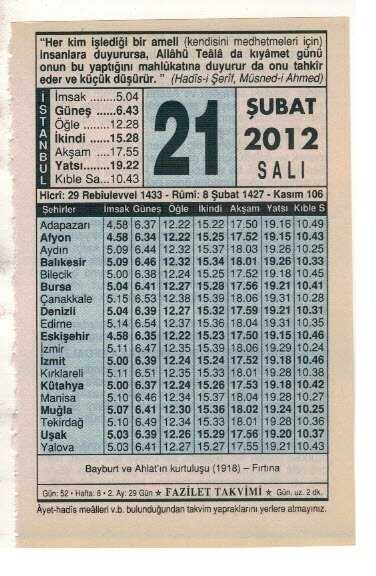 "Her kim işlediği bir ameli (kendisini medhetmeleri için)
insanlara duyurursa, Allâhü Teâlâ da kıyâmet günü
onun bu yaptığını mahlûkatına duyurur da onu tahkir
eder ve küçük düşürür. " (Hadîs-i Şerîf, Müsned-i Ahmed)
İSTANBUL
İmsak ........5.04
Güneş ......6.43
Öğle ........12.28
İkindi ......15.28
Akşam ....17.55
Yatsı.......19.22
Kıble Sa...10.43
21
ŞUBAT
2012
SALI
Hicrî: 29 Rebiulevvel 1433 - Rûmî: 8 Şubat 1427 - Kasım 106
Şehirler İmsak Güneş Öğle İkindi Akşam Yatsı Kıble S
Adapazarı 4.58 6.37 12.22 15.22 17.50 19.16 10.49
Afyon 4.58 6.34 12.22 15.25 17.52 19.15 10.43
Aydın 5.09 6.44 12.32 15.37 18.03 19.26 10.25
Balıkesir 5.09 6.46 12.32 15.34 18.01 19.26 10.33
Bilecik 5.00 6.38 12.24 15.25 17.52 19.18 10.45
Bursa 5.04 6.41 12.27 15.28 17.56 19.21 10.41
Çanakkale 5.15 6.53 12.38 15.39 18.06 19.31 10.28
Denizli 5.04 6.39 12.27 15.32 17.59 19.21 10.31
Edirne 5.14 6.54 12.37 15.36 18.04 19.31 10.35
Eskişehir 4.58 6.35 12.22 15.23 17.50 19.15 10.46
İzmir 5.11 6.47 12.35 15.39 18.06 19.29 10.24
İzmit 5.00 6.39 12.24 15.24 17.52 19.18 10.46
Kırklareli 5.11 6.51 12.35 15.33 18.01 19.28 10.38
Kütahya 5.00 6.37 12.24 15.26 17.53 19.18 10.42
Manisa 5.10 6.46 12.34 15.37 18.04 19.28 10.27
Muğla 5.07 6.41 12.30 15.36 18.02 19.24 10.25
Tekirdağ 5.10 6.49 12.33 15.33 18.01 19.27 10.38
Uşak 5.03 6.39 12.26 15.29 17.56 19.20 10.37
Yalova 5.03 6.41 12.27 15.27 17.55 19.21 10.43
Bayburt ve Ahlat'ın kurtuluşu (1918) – Fırtına
Gün: 52 • Hafta: 8 • 2. Ay: 29 Gün ★ FAZİLET TAKVİMİ ★ Gün. uz. 2 dk.
Âyet-hadîs meâlleri v.b. bulunduğundan takvim yapraklarını yerlere atmayınız.